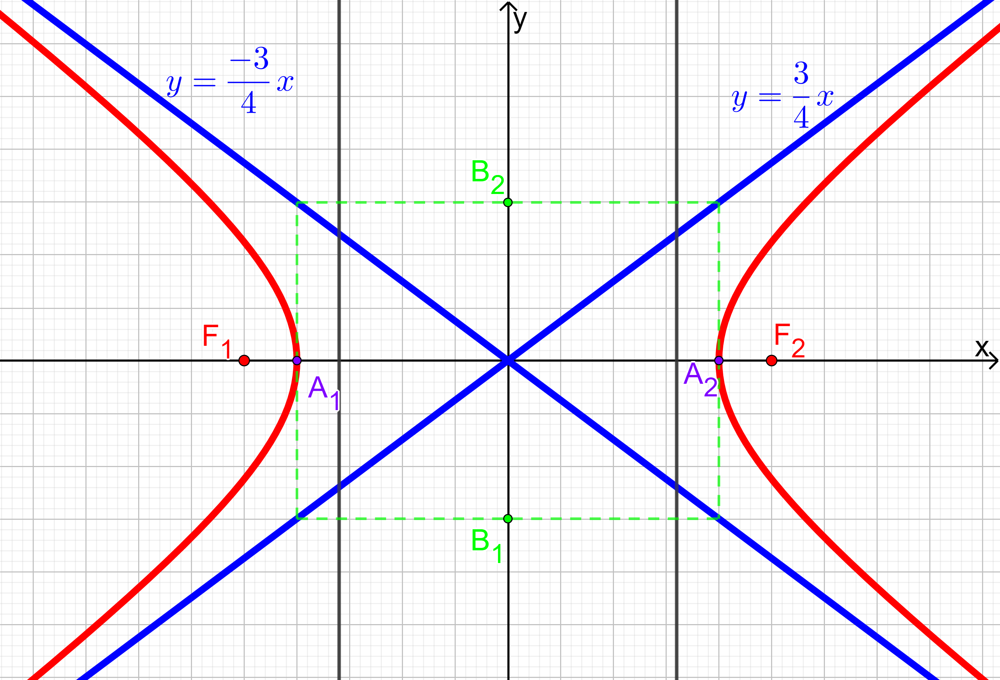 y
y = −3/4 x
y = 3/4 x
B2
F1
F2
x
A1
A2
B1